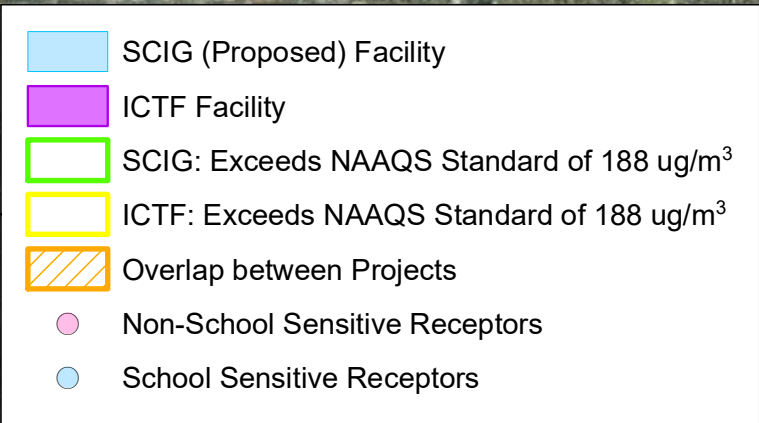 SCIG (Proposed) Facility
ICTF Facility
SCIG: Exceeds NAAQS Standard of 188 ug/m³
ICTF: Exceeds NAAQS Standard of 188 ug/m³
Overlap between Projects
Non-School Sensitive Receptors
School Sensitive Receptors